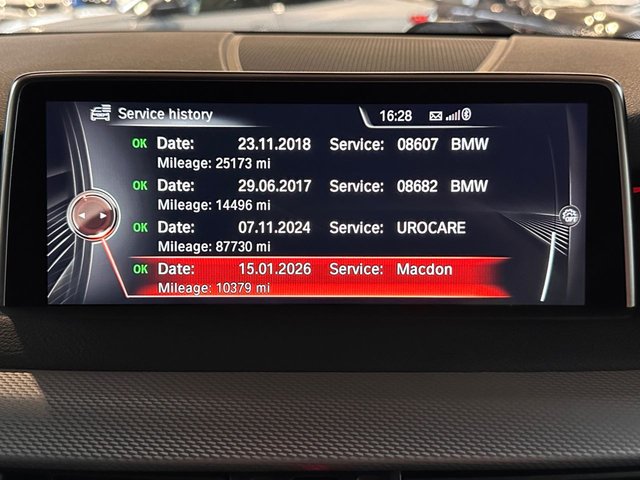 Service history 16:28
OK Date: 23.11.2018 Service: 08607 BMW
Mileage: 25173 mi
OK Date: 29.06.2017 Service: 08682 BMW
Mileage: 14496 mi
OK Date: 07.11.2024 Service: UROCARE
Mileage: 87730 mi
OK Date: 15.01.2026 Service: Macdon
Mileage: 10379 mi